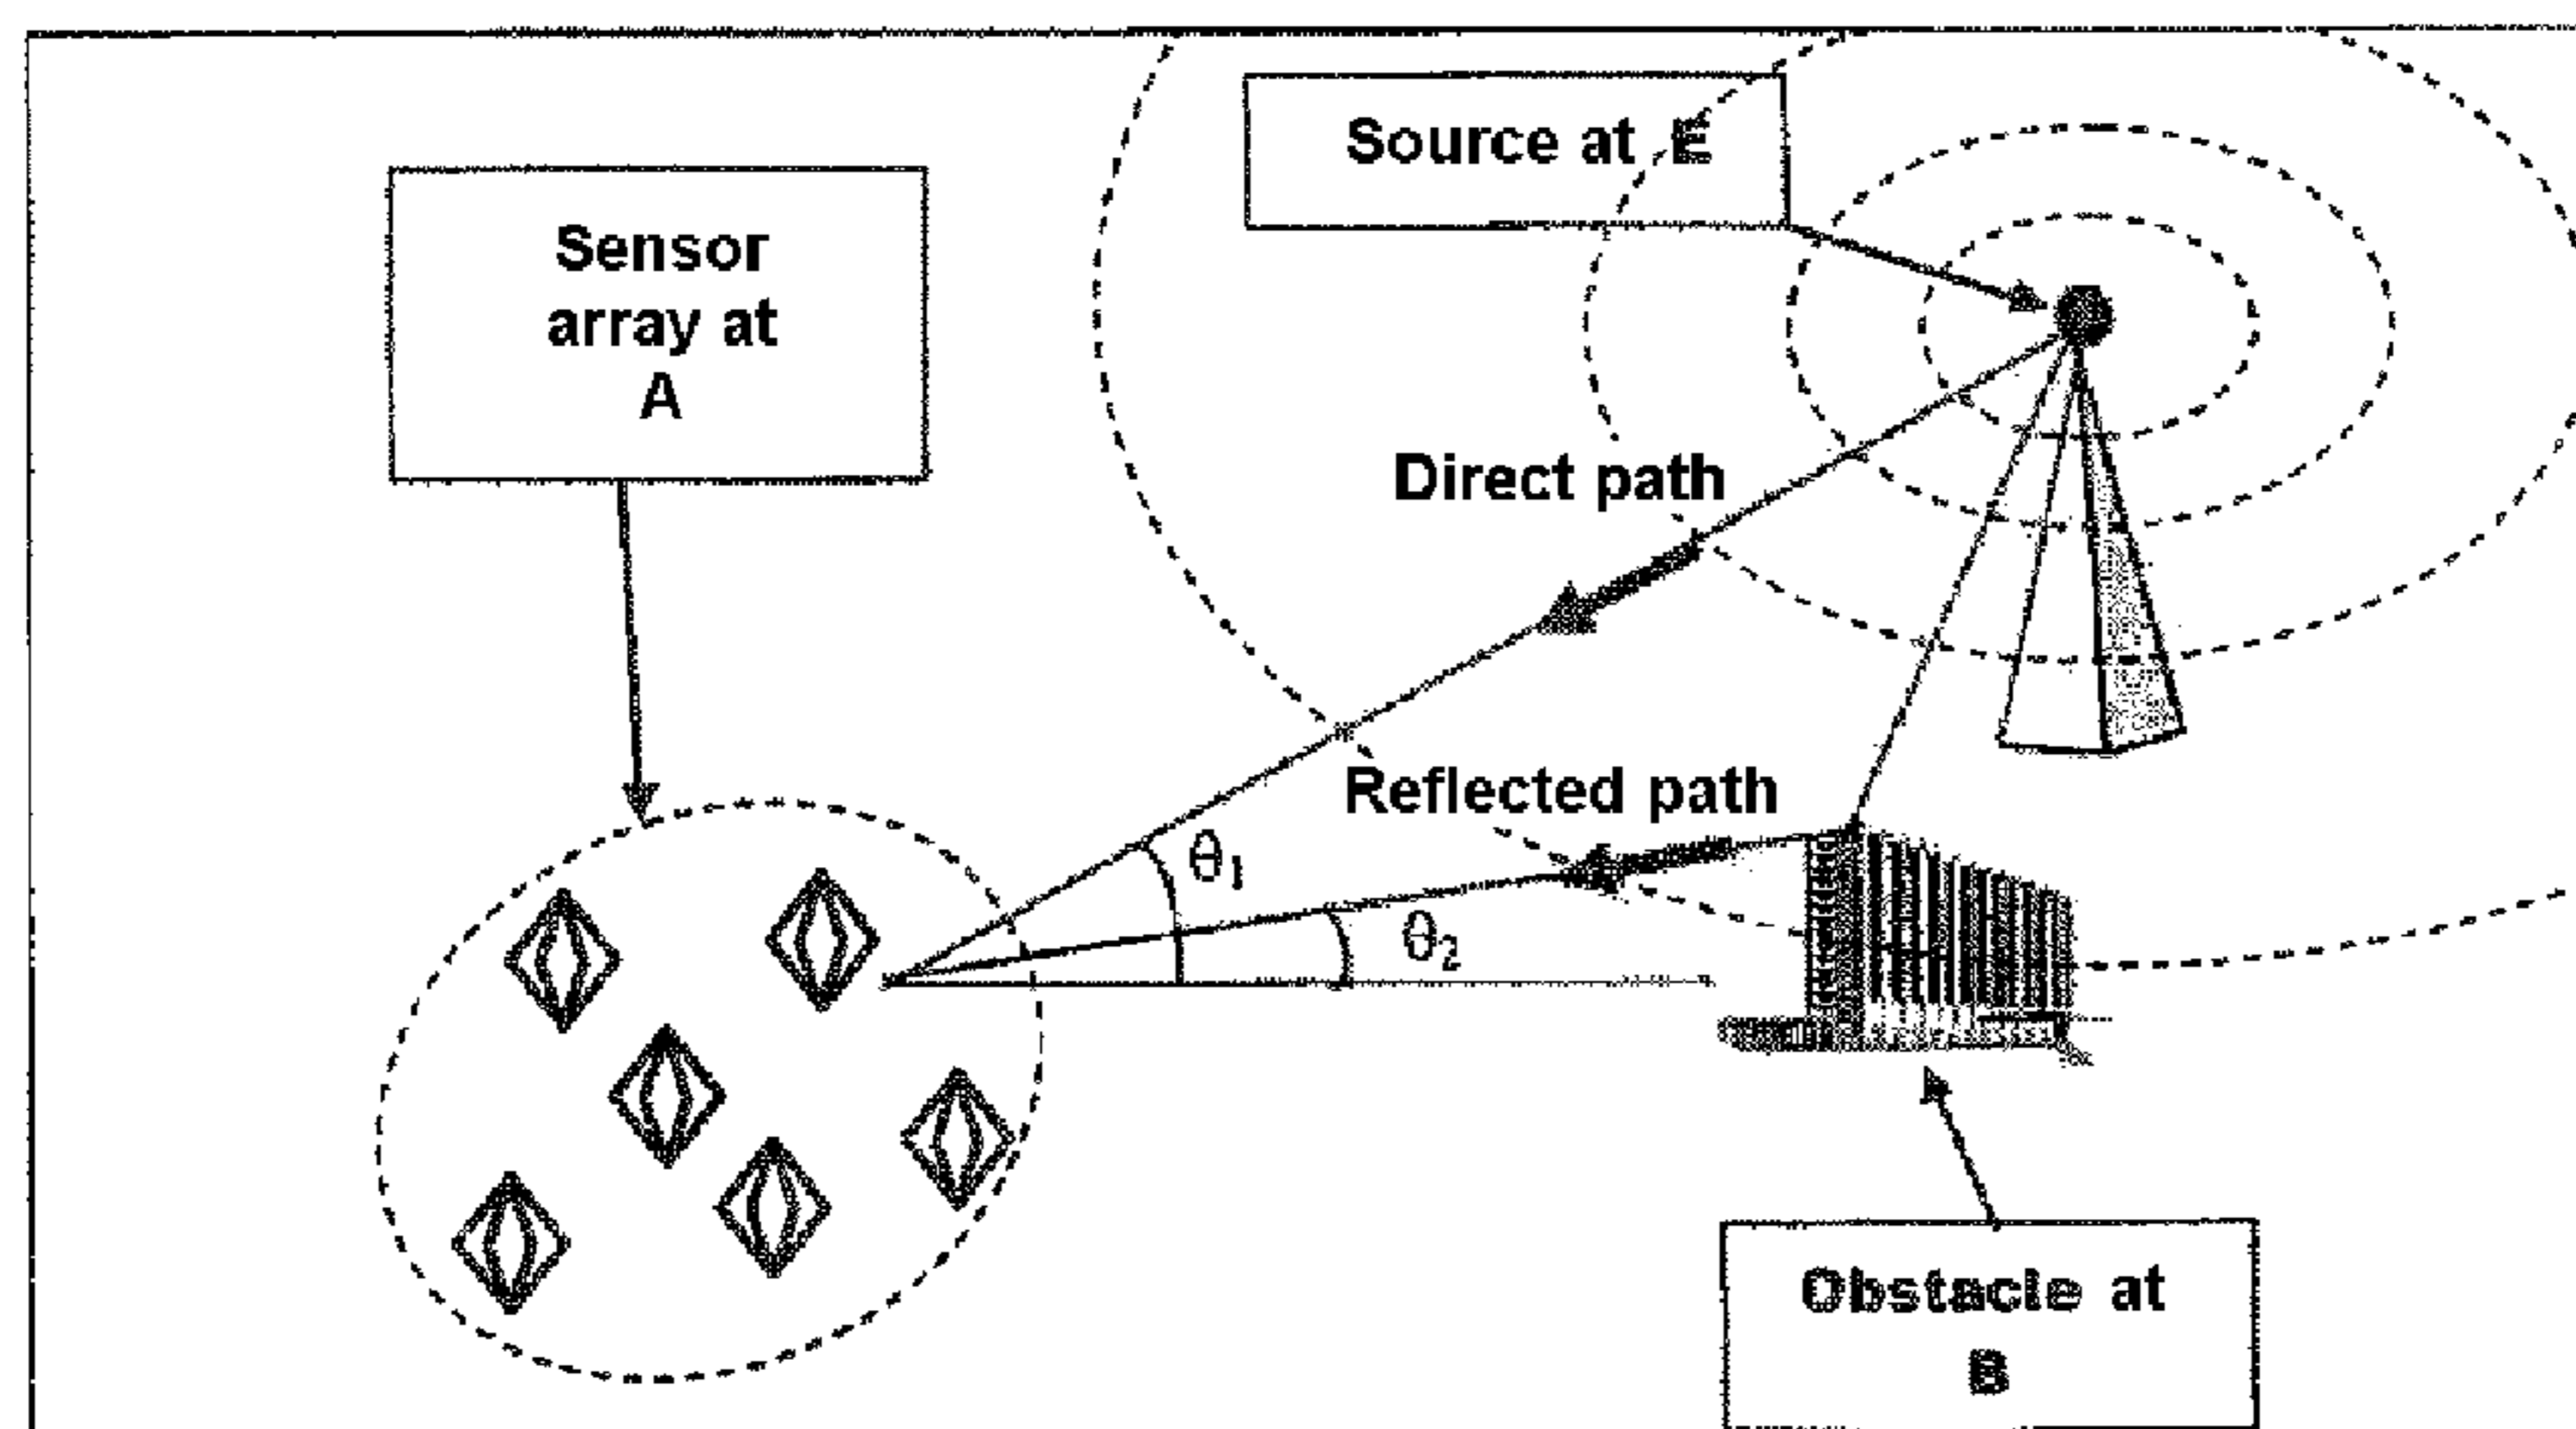 Source at E
Sensor
array at
A
Direct path
Reflected path
θ1
θ2
Obstacle at
B